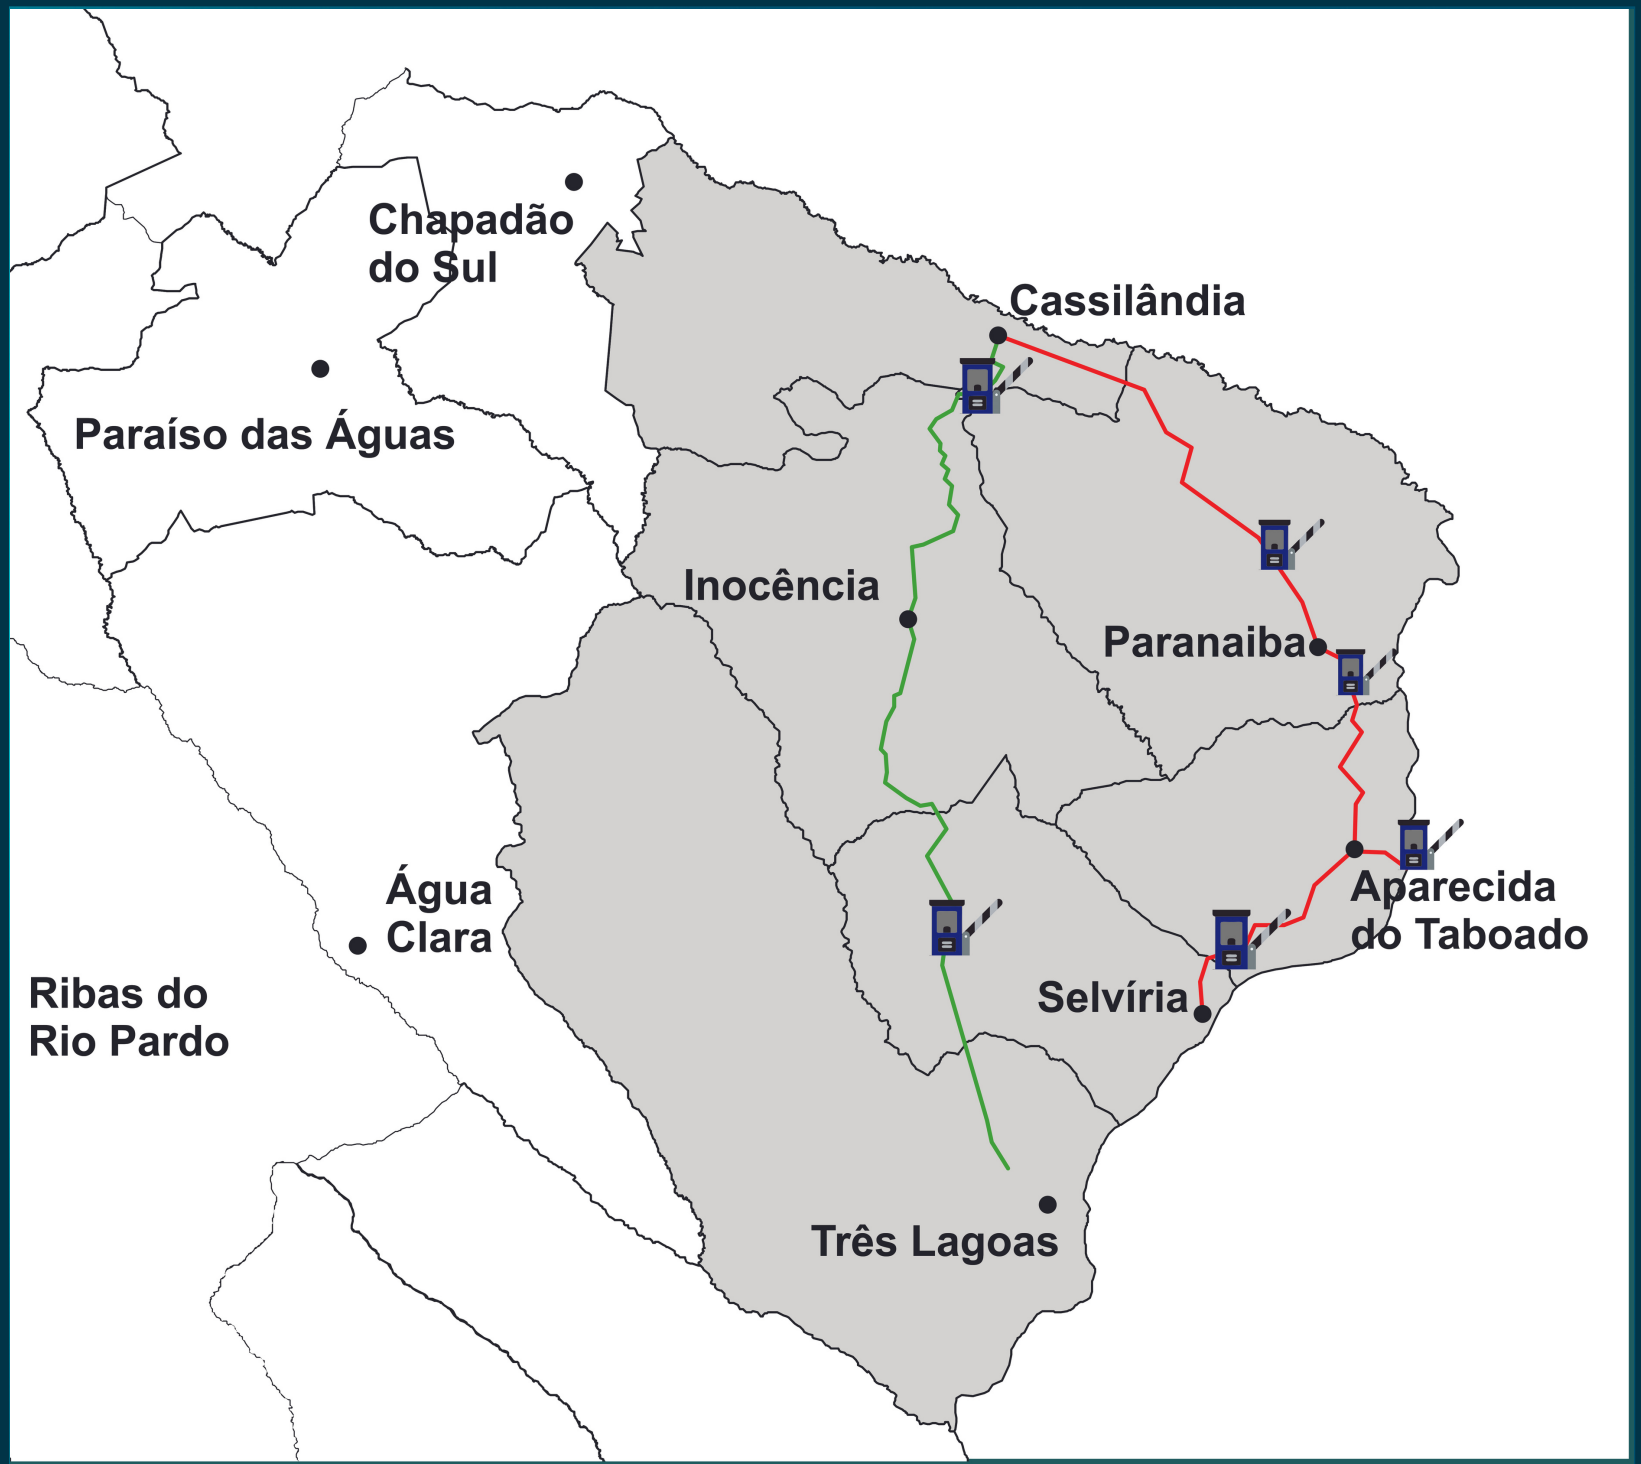 Chapadão
do Sul
Cassilândia
Paraíso das Águas
Inocência
Paranaiba
Água
Clara
Aparecida
do Taboado
Ribas do
Rio Pardo
Selvíria
Três Lagoas